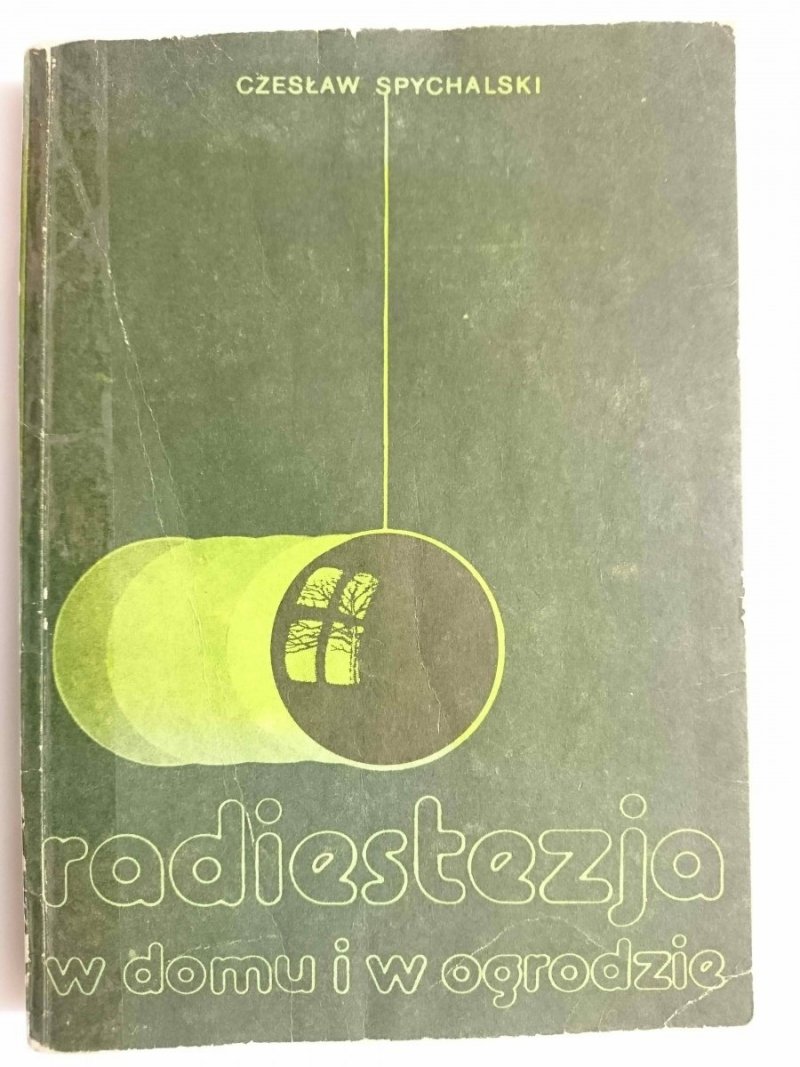 CZESŁAW SPYCHALSKI
radiestezja
w domu i w ogrodzie